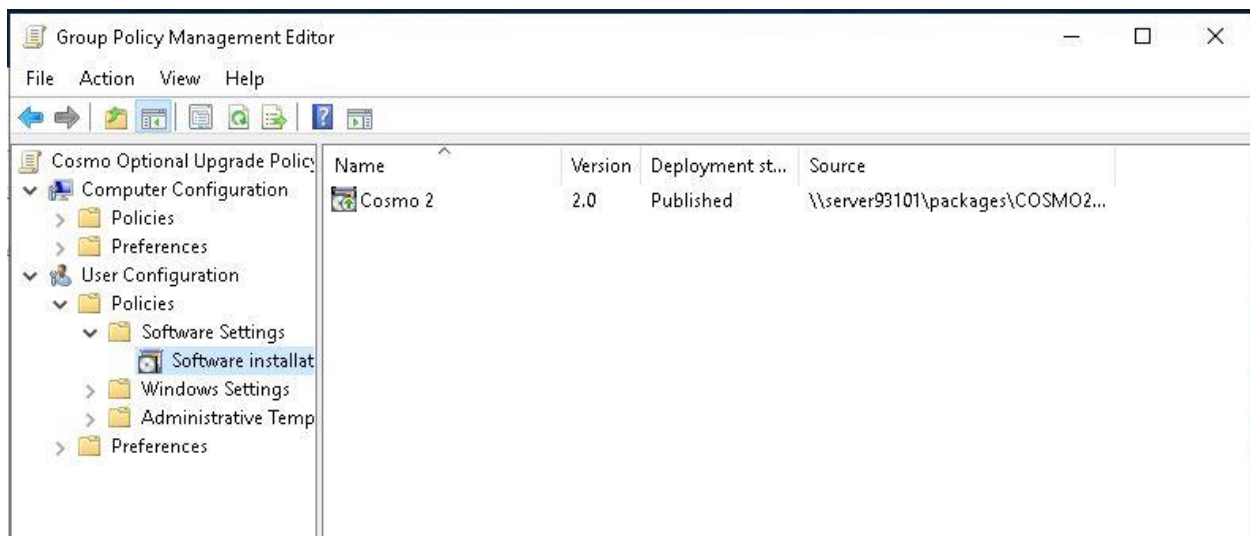 Group Policy Management Editor
File Action View Help
Cosmo Optional Upgrade Policy
Computer Configuration
Policies
Preferences
User Configuration
Policies
Software Settings
Software installat
Windows Settings
Administrative Temp
Preferences
Name Version Deployment st... Source
Cosmo 2 2.0 Published \\server93101\packages\COSMO2...